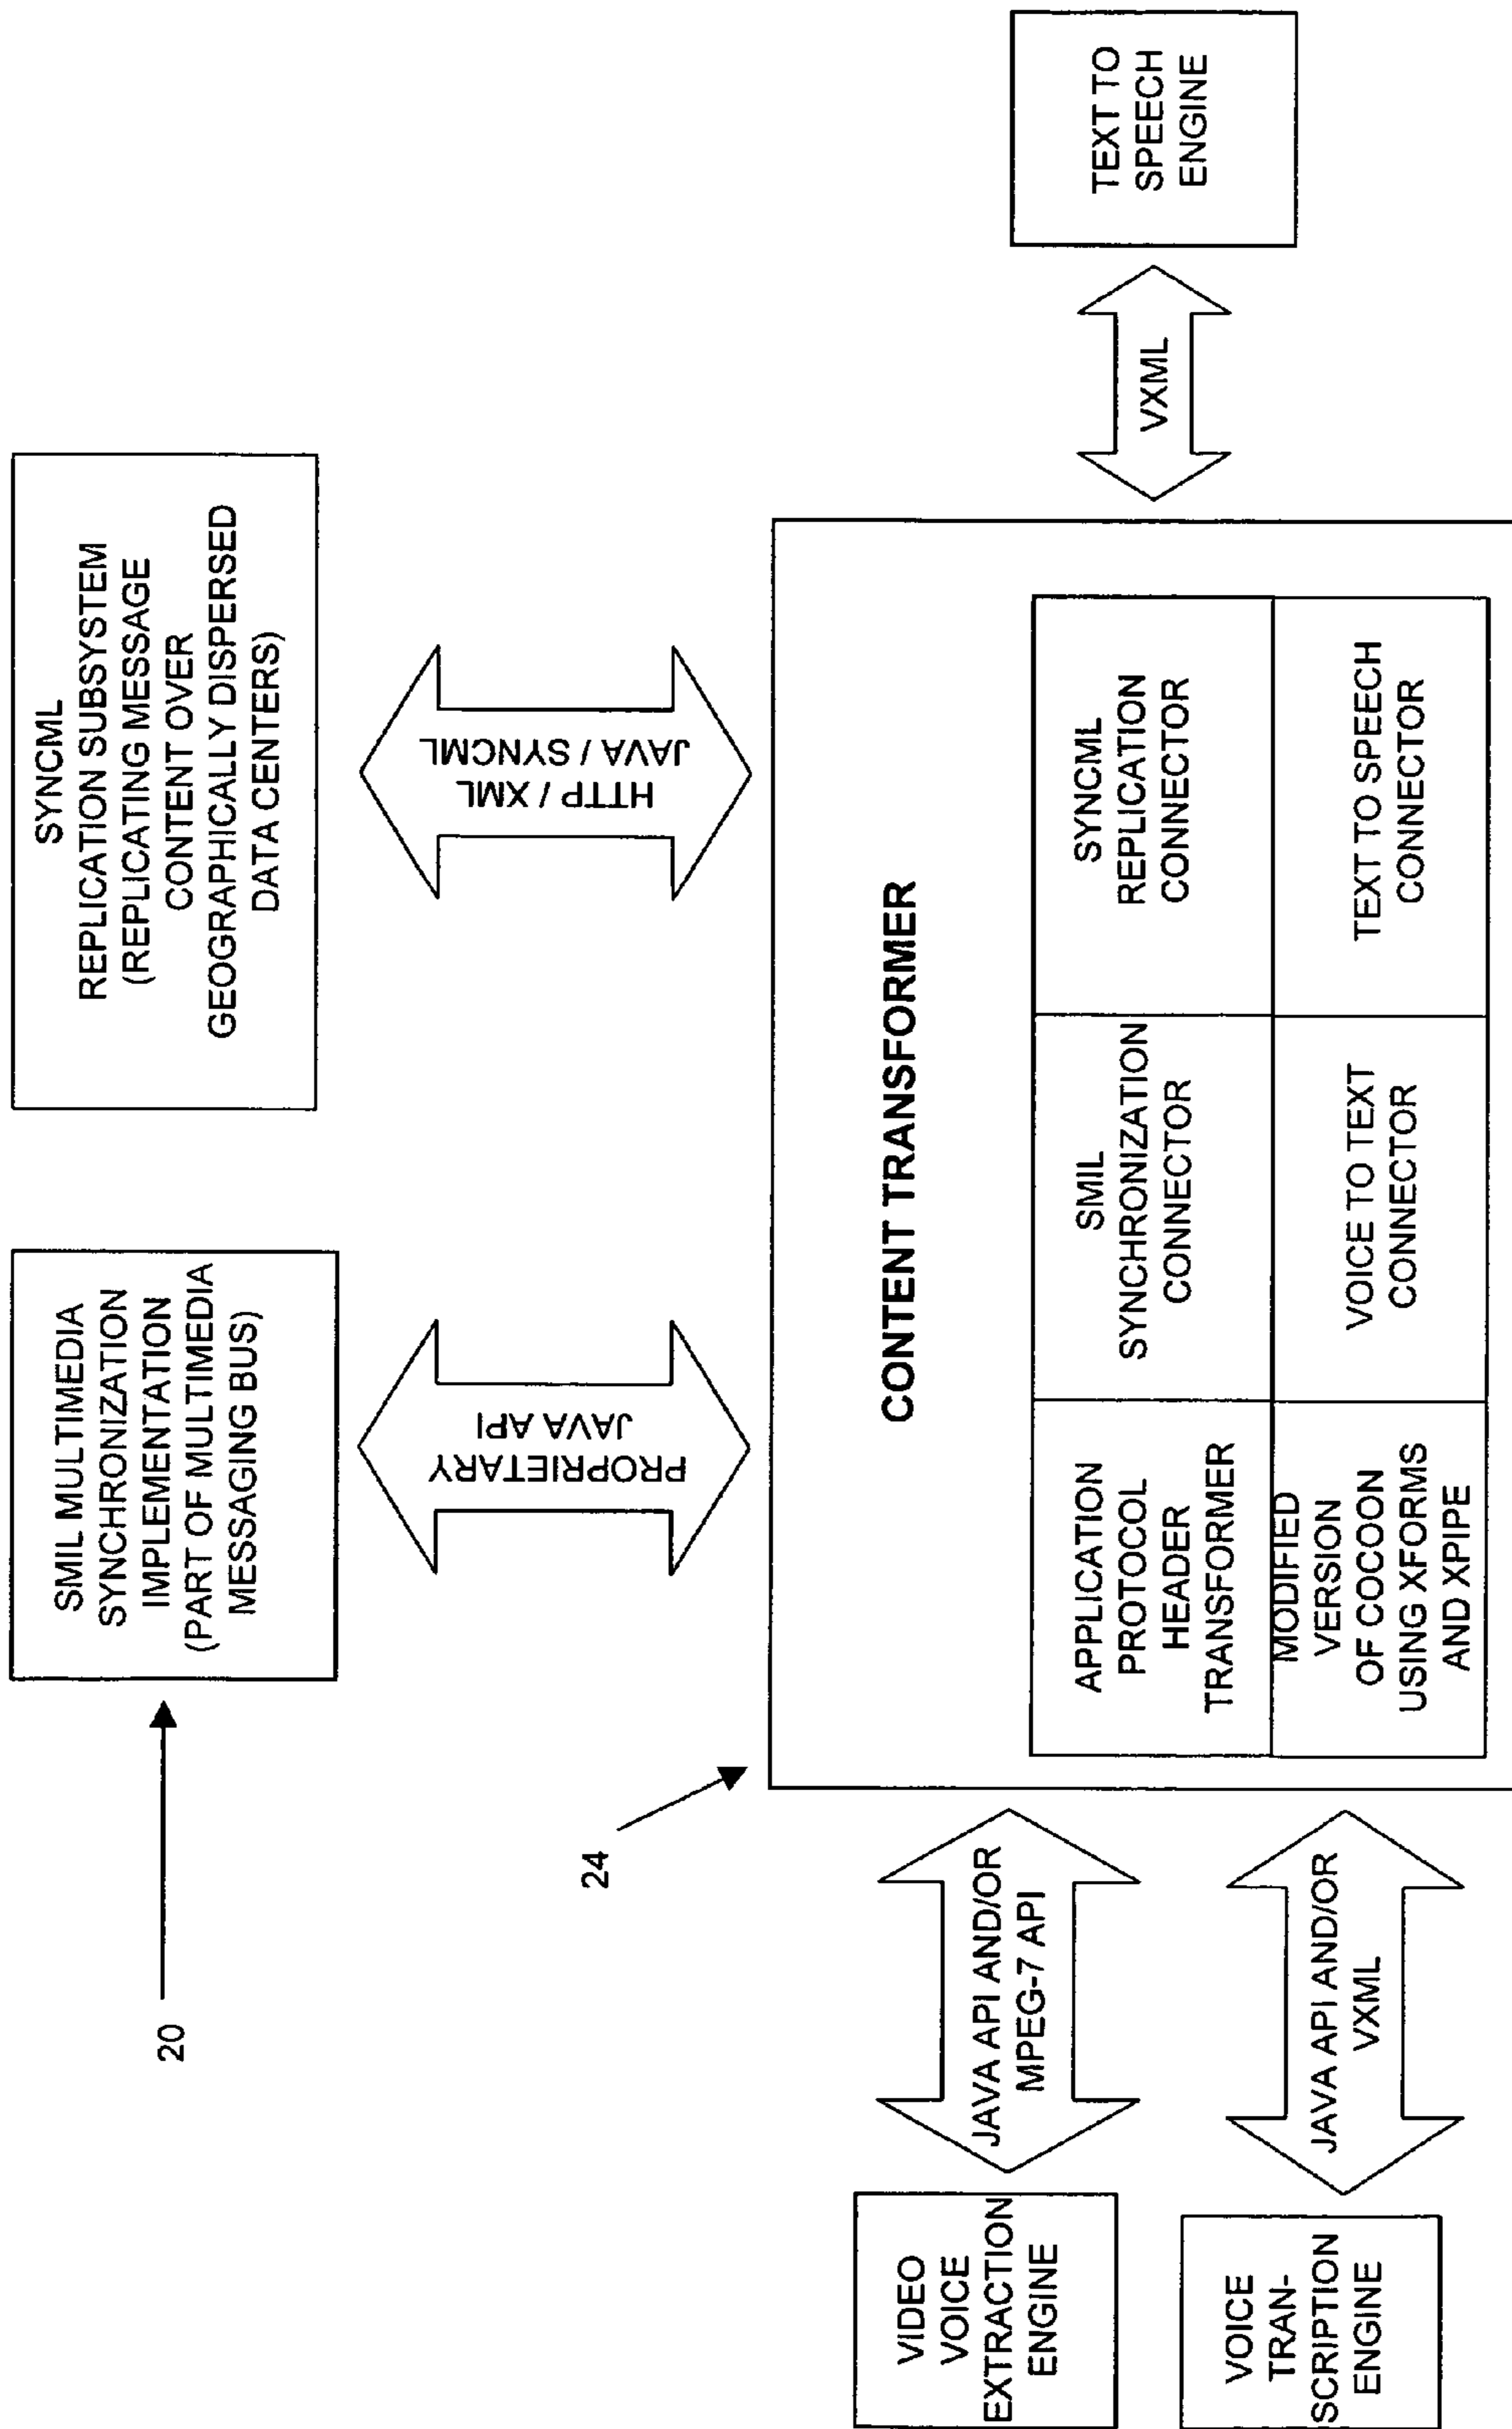 20
SMIL MULTIMEDIA
SYNCHRONIZATION
IMPLEMENTATION
(PART OF MULTIMEDIA
MESSAGING BUS)
SYNCML
REPLICATION SUBSYSTEM
(REPLICATING MESSAGE
CONTENT OVER
GEOGRAPHICALLY DISPERSED
DATA CENTERS)
PROPRIETARY
JAVA API
HTTP / XML
JAVA / SYNCML
24
CONTENT TRANSFORMER
APPLICATION
PROTOCOL
HEADER
TRANSFORMER
SMIL
SYNCHRONIZATION
CONNECTOR
SYNCML
REPLICATION
CONNECTOR
MODIFIED
VERSION
OF COCOON
USING XFORMS
AND XPIPE
VOICE TO TEXT
CONNECTOR
TEXT TO SPEECH
CONNECTOR
VIDEO
VOICE
EXTRACTION
ENGINE
JAVA API AND/OR
MPEG-7 API
VOICE
TRAN-
SCRIPTION
ENGINE
JAVA API AND/OR
VXML
VXML
TEXT TO
SPEECH
ENGINE